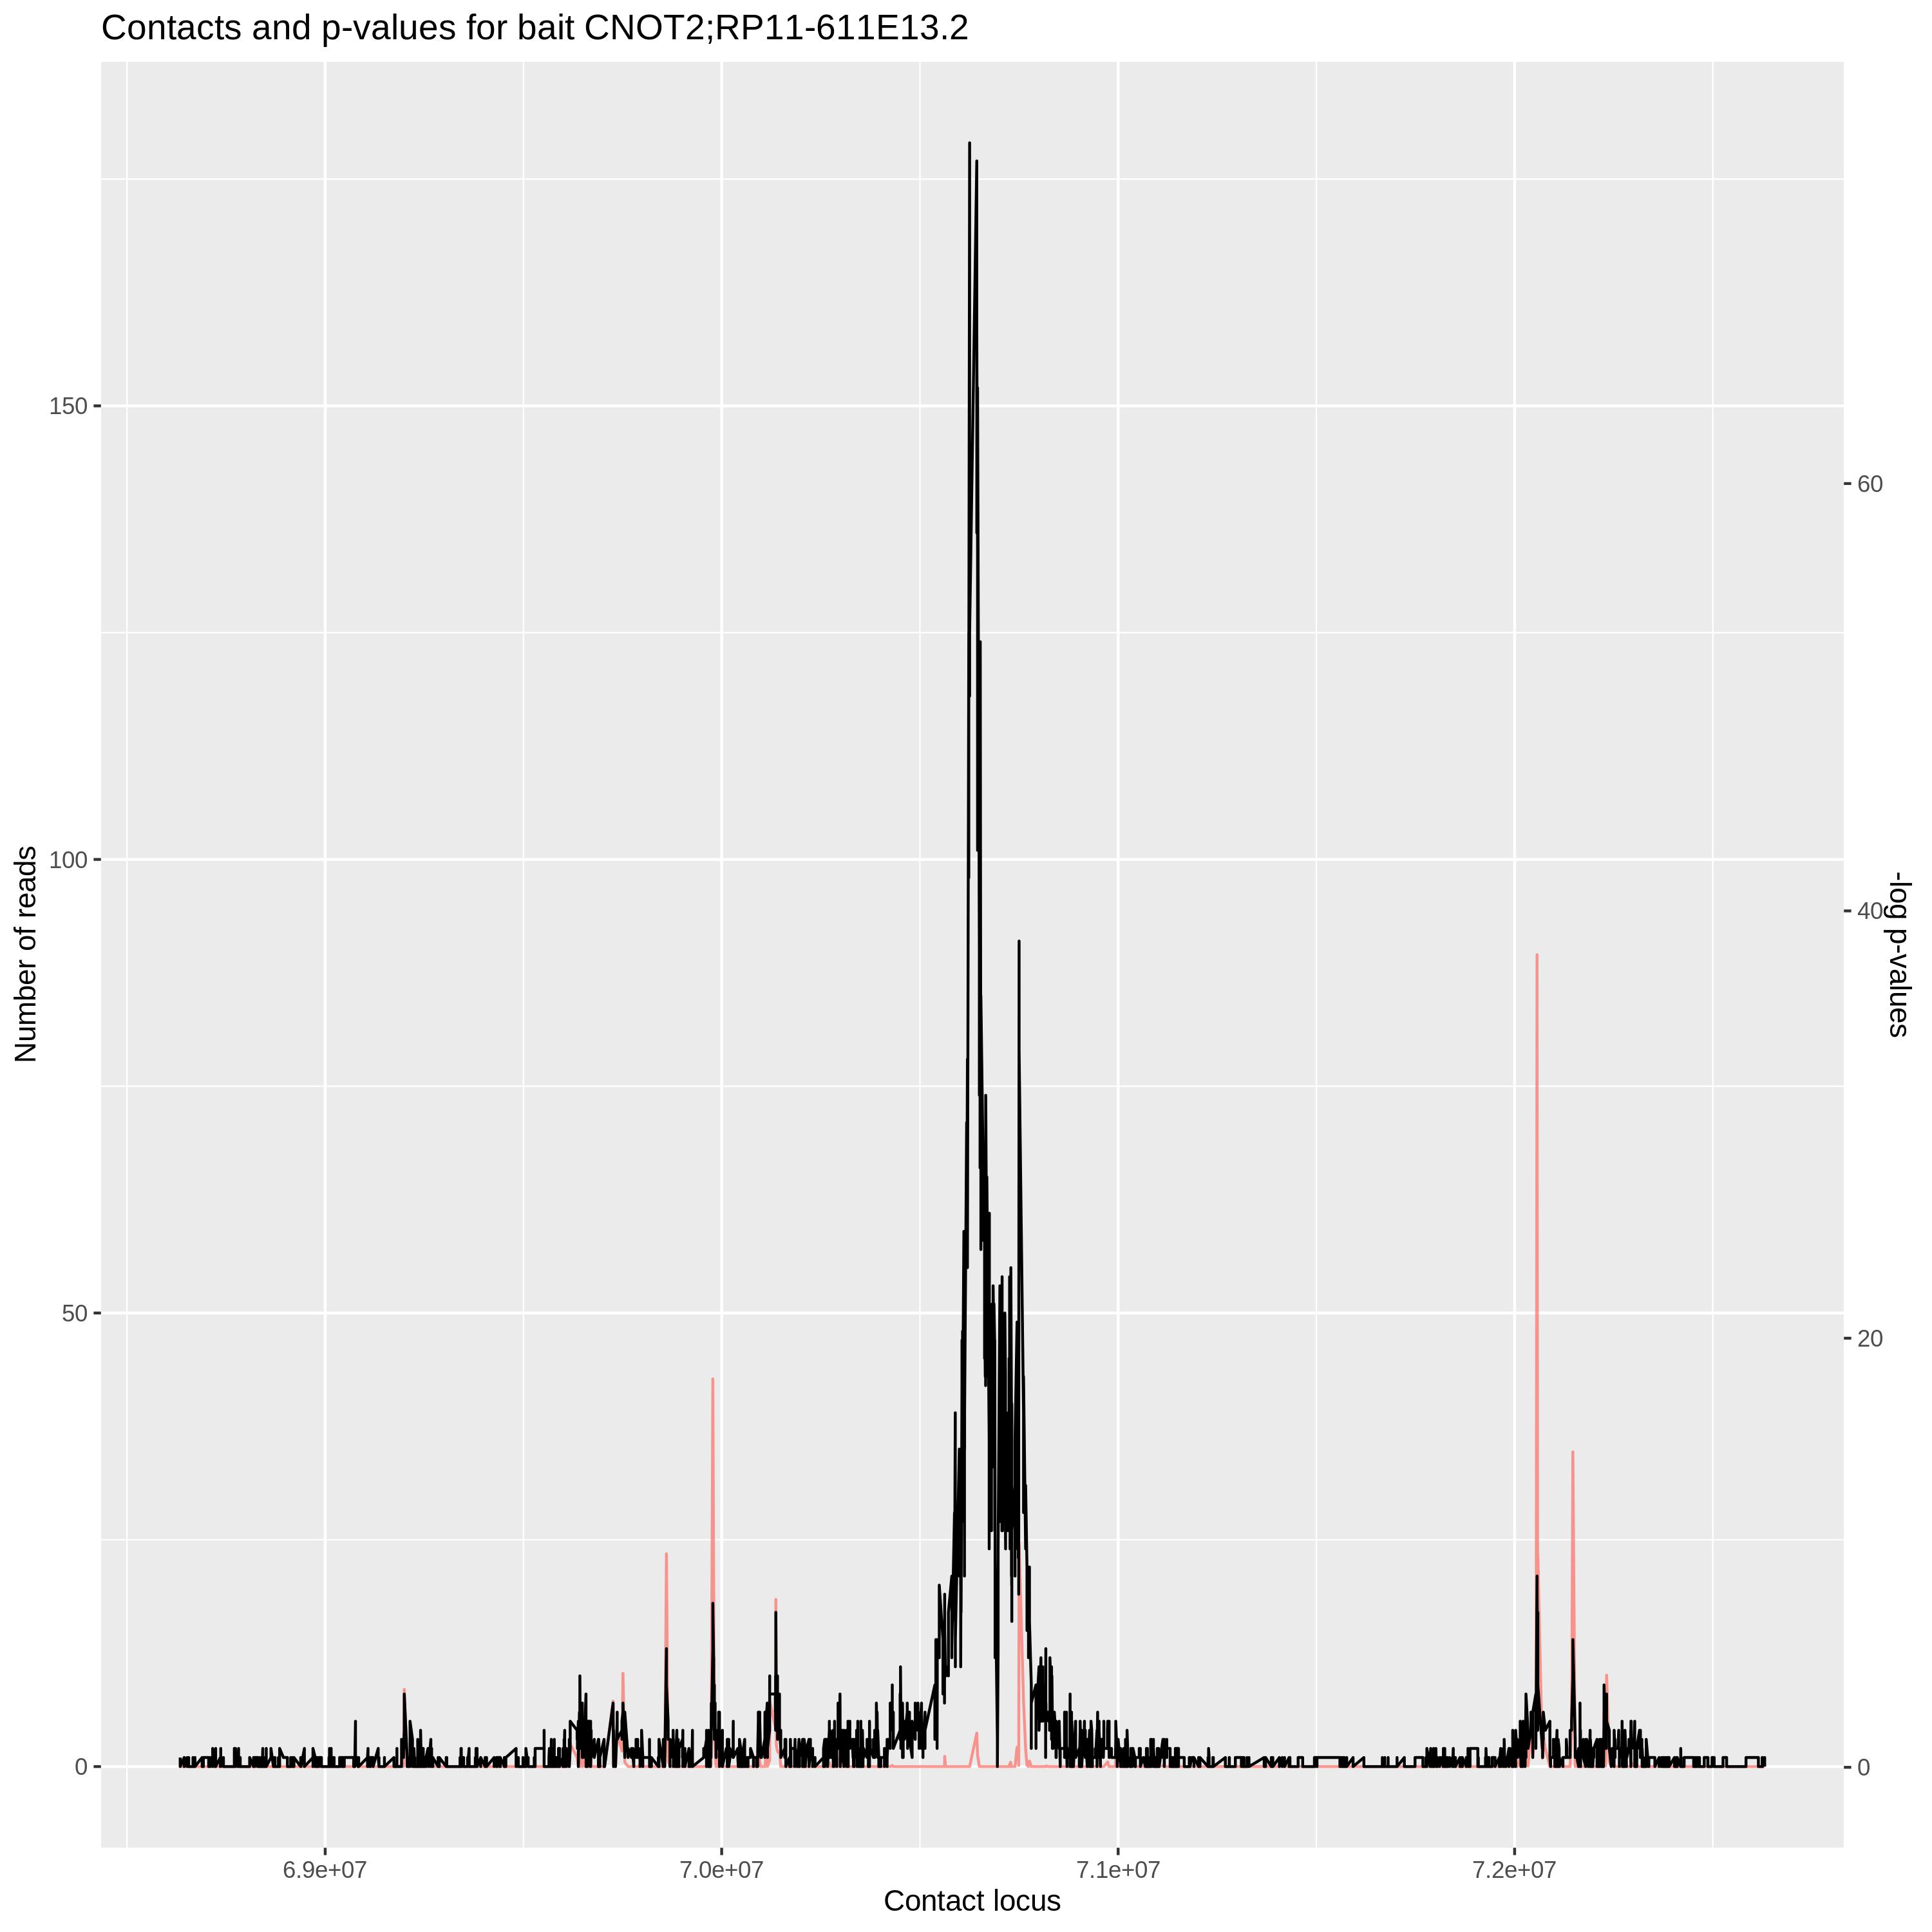 Contacts and p-values for bait CNOT2;RP11-611E13.2
Number of reads
150
100
50
0
60
40
20
0
-log p-values
6.9e+07 7.0e+07 7.1e+07 7.2e+07
Contact locus